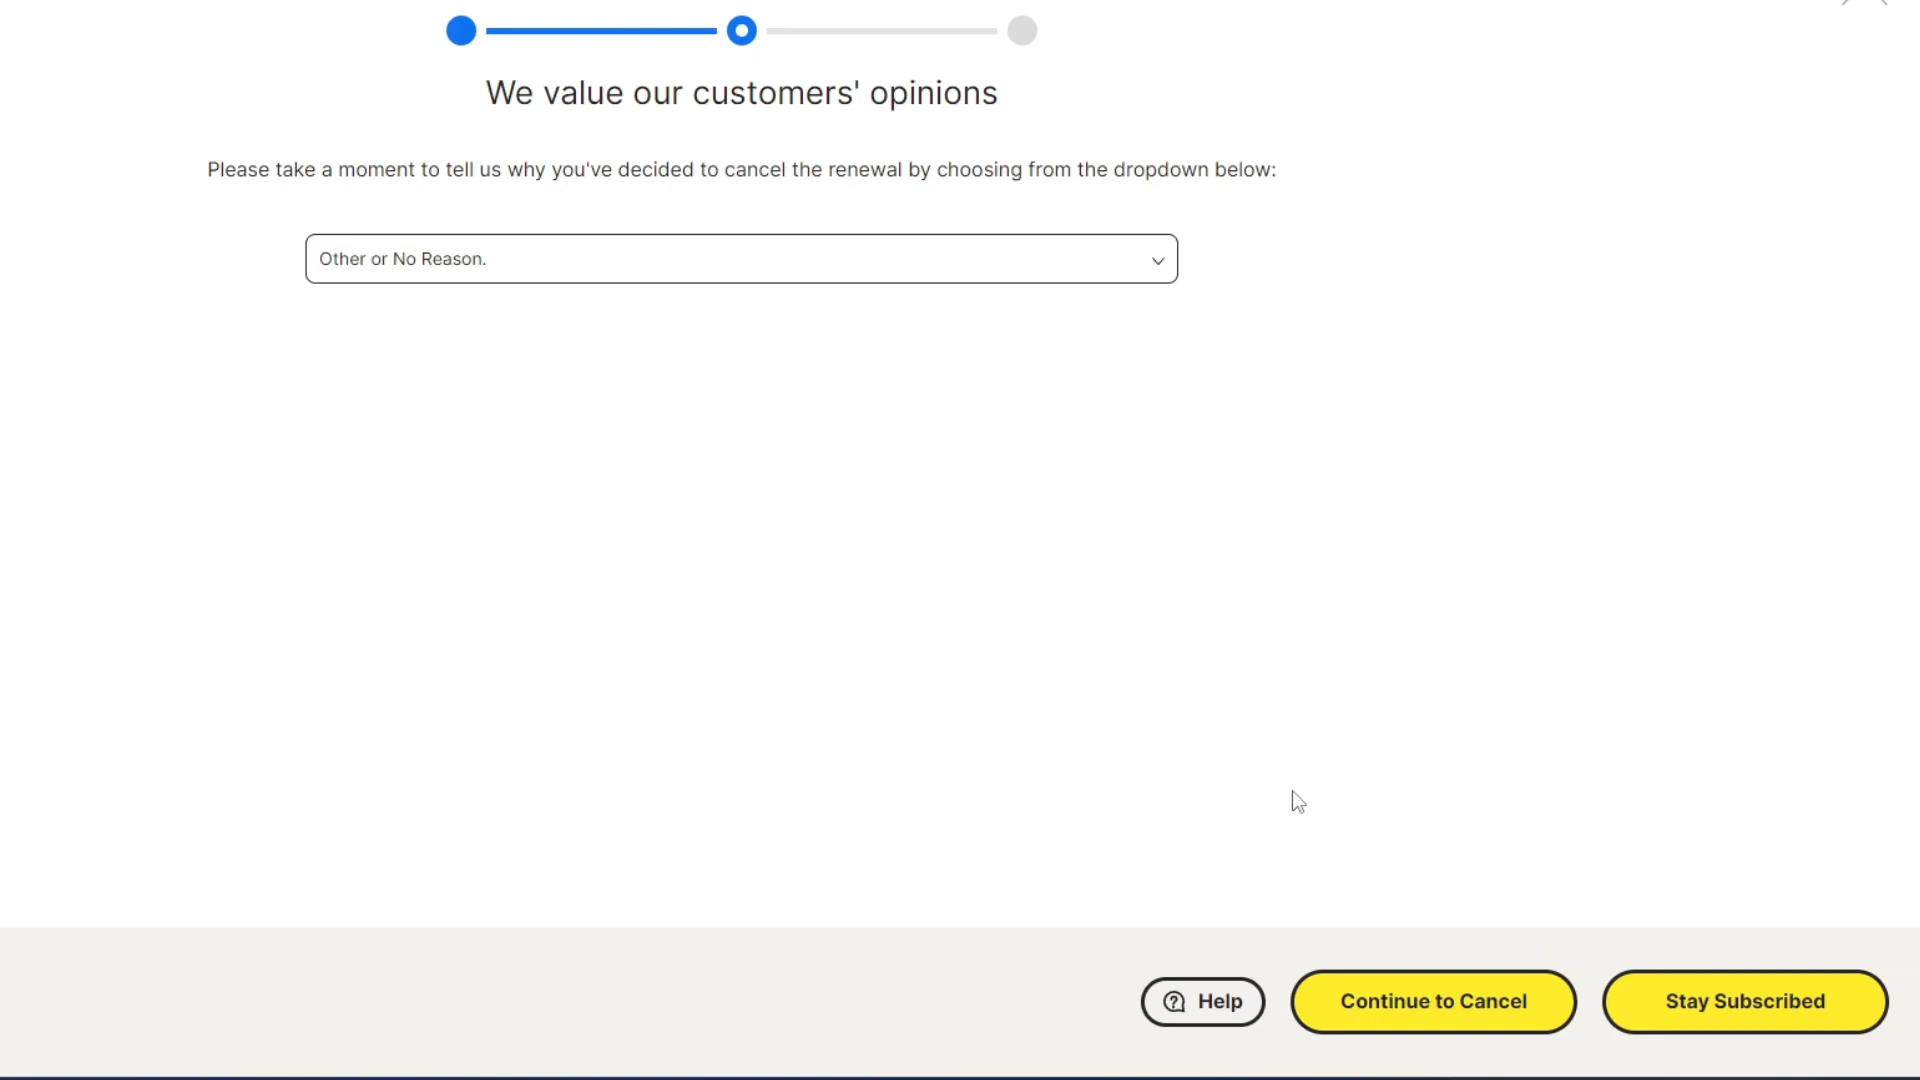 We value our customers' opinions
Please take a moment to tell us why you've decided to cancel the renewal by choosing from the dropdown below:
Other or No Reason.
Help
Continue to Cancel
Stay Subscribed